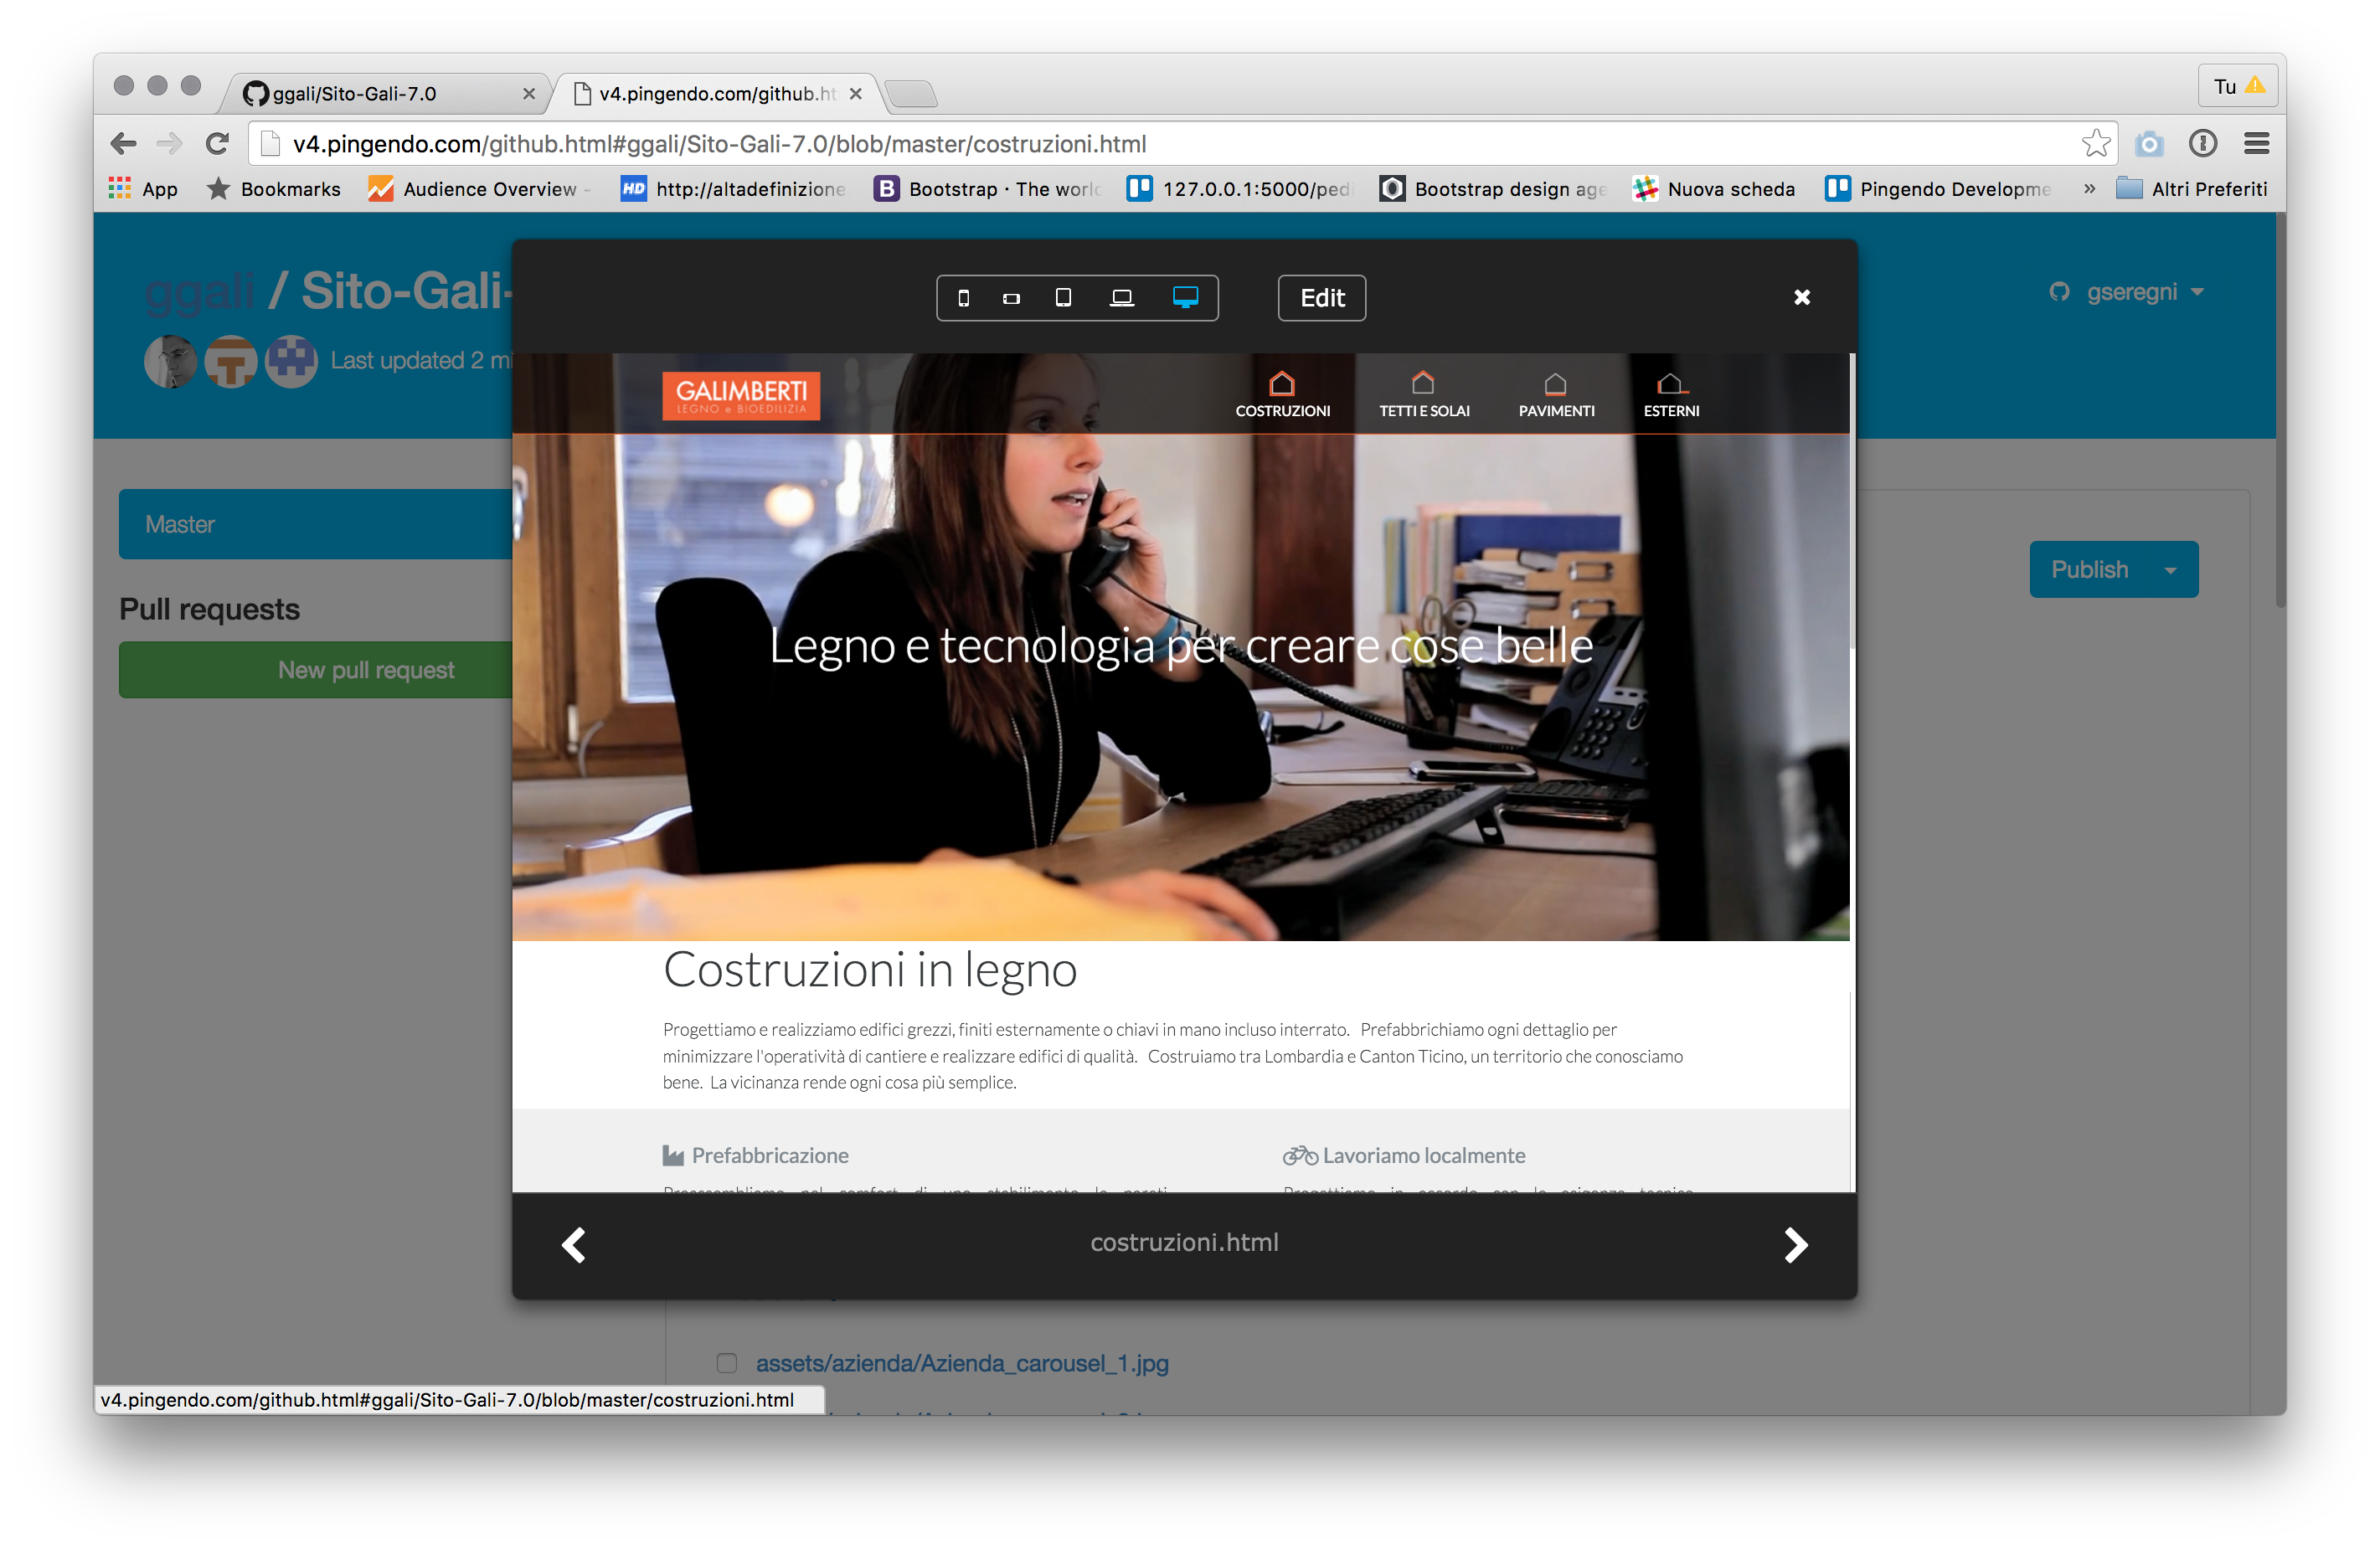 ggali/Sito-Gali-7.0
v4.pingendo.com/github.ht
Tu
v4.pingendo.com/github.html#ggali/Sito-Gali-7.0/blob/master/costruzioni.html
App
Bookmarks
Audience Overview -
HD http://altadefinizione
B Bootstrap · The world
127.0.0.1:5000/pedi
Bootstrap design age
Nuova scheda
Pingendo Developme
»
Altri Preferiti
ggali / Sito-Gali-
gseregni
Last updated 2 mi
Edit
GALIMBERTI
LEGNO e BIOEDILIZIA
COSTRUZIONI
TETTI E SOLAI
PAVIMENTI
ESTERNI
Master
Publish
Pull requests
New pull request
Legno e tecnologia per creare cose belle
Costruzioni in legno
Progettiamo e realizziamo edifici grezzi, finiti esternamente o chiavi in mano incluso interrato. Prefabbrichiamo ogni dettaglio per
minimizzare l'operatività di cantiere e realizzare edifici di qualità. Costruiamo tra Lombardia e Canton Ticino, un territorio che conosciamo
bene. La vicinanza rende ogni cosa più semplice.
Prefabbricazione
Lavoriamo localmente
costruzioni.html
assets/azienda/Azienda_carousel_1.jpg
v4.pingendo.com/github.html#ggali/Sito-Gali-7.0/blob/master/costruzioni.html